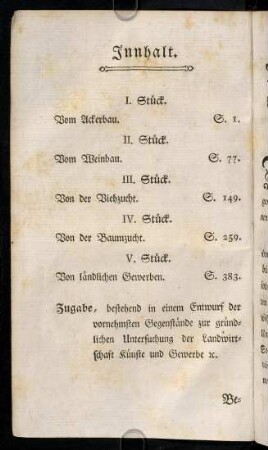 Innhalt.
I. Stück.
Vom Ackerbau. S. 1.
II. Stück.
Vom Weinbau. S. 77.
III. Stück.
Von der Viehzucht. S. 149.
IV. Stück.
Von der Baumzucht. S. 259.
V. Stück.
Von ländlichen Gewerben. S. 383.
Zugabe, bestehend in einem Entwurf der
vornehmsten Gegenstände zur gründ-
lichen Untersuchung der Landwirt-
schaft Künste und Gewerbe ꝛc.
Be-